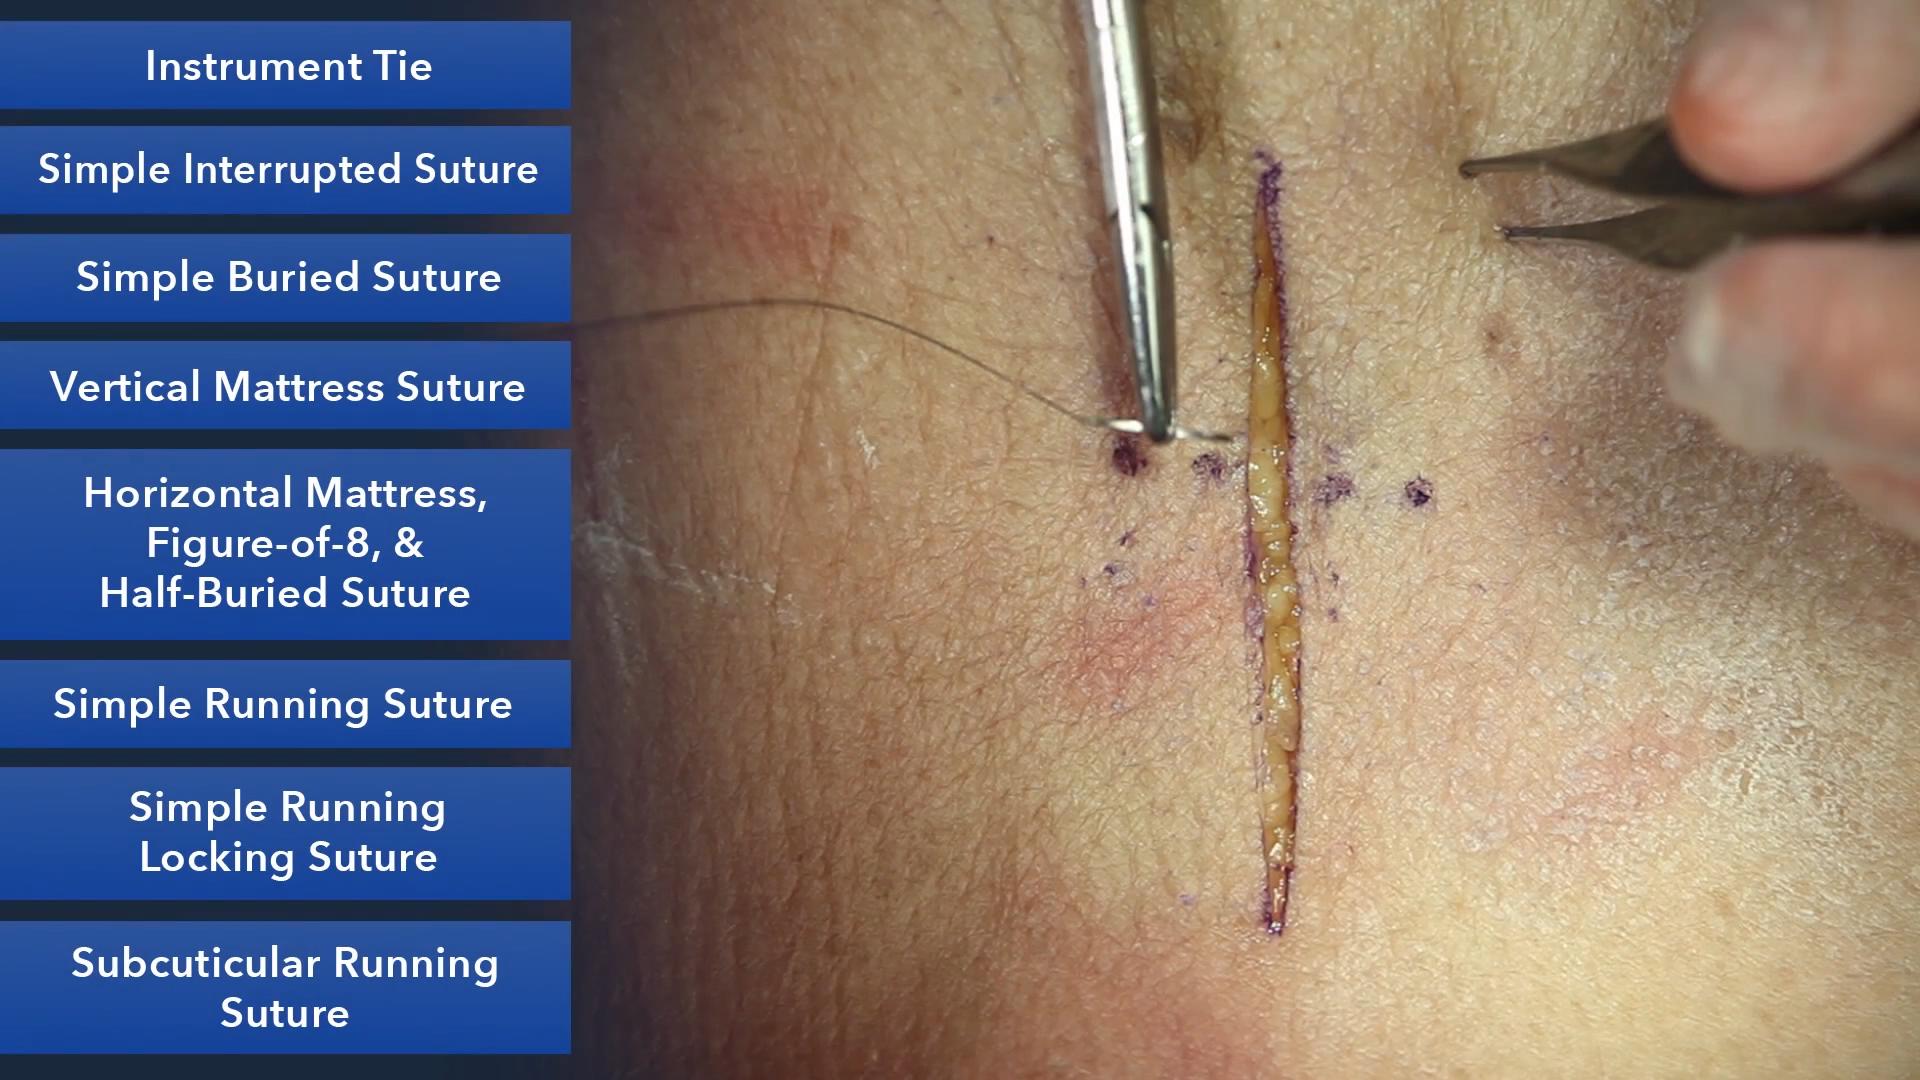 Instrument Tie
Simple Interrupted Suture
Simple Buried Suture
Vertical Mattress Suture
Horizontal Mattress,
Figure-of-8, &
Half-Buried Suture
Simple Running Suture
Simple Running
Locking Suture
Subcuticular Running
Suture